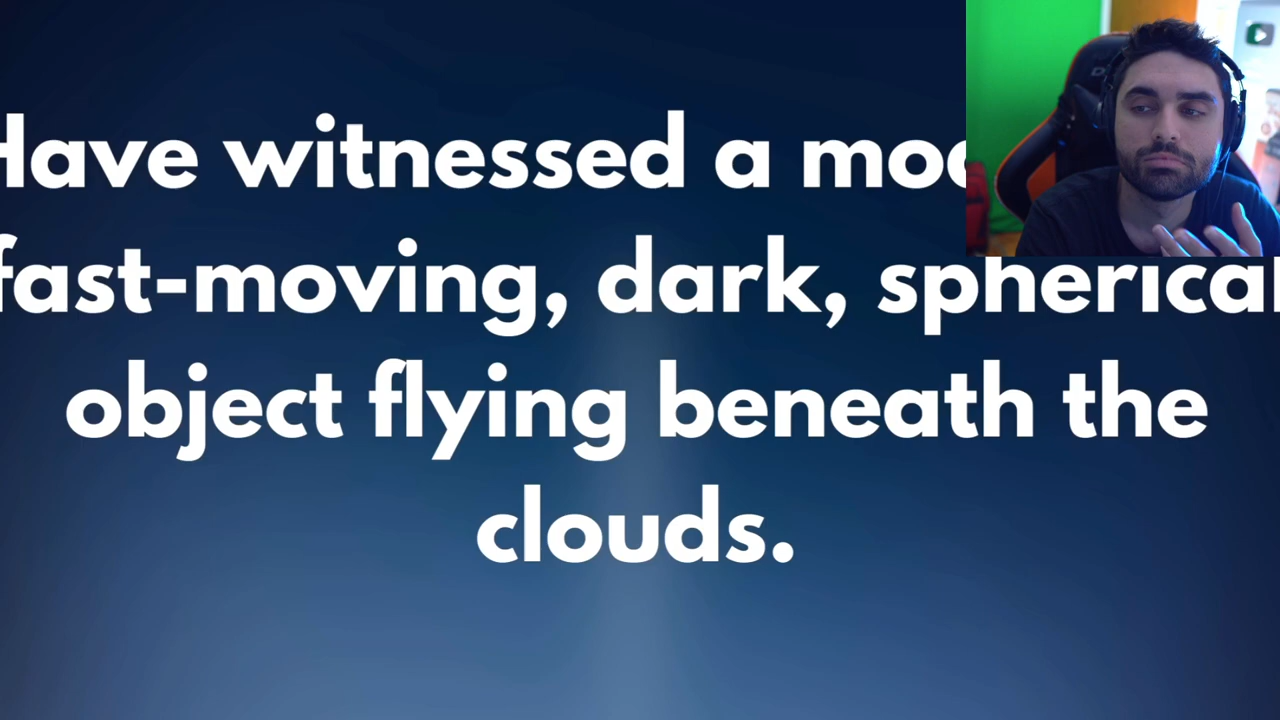 Have witnessed a
fast-moving, dark, spherical
object flying beneath the
clouds.